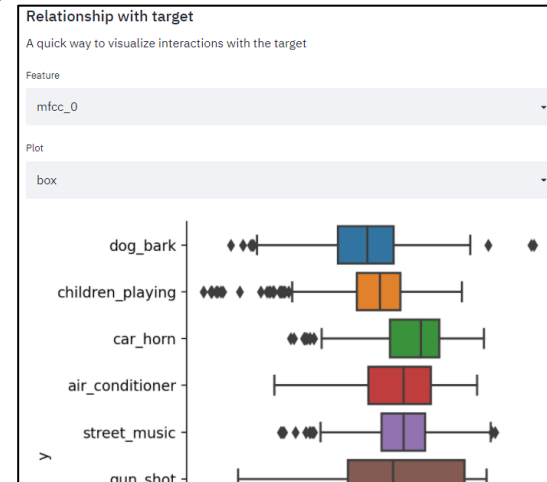 Relationship with target
A quick way to visualize interactions with the target
Feature
mfcc_0
Plot
box
dog_bark
children_playing
car_horn
air_conditioner
street_music
y
gun_shot